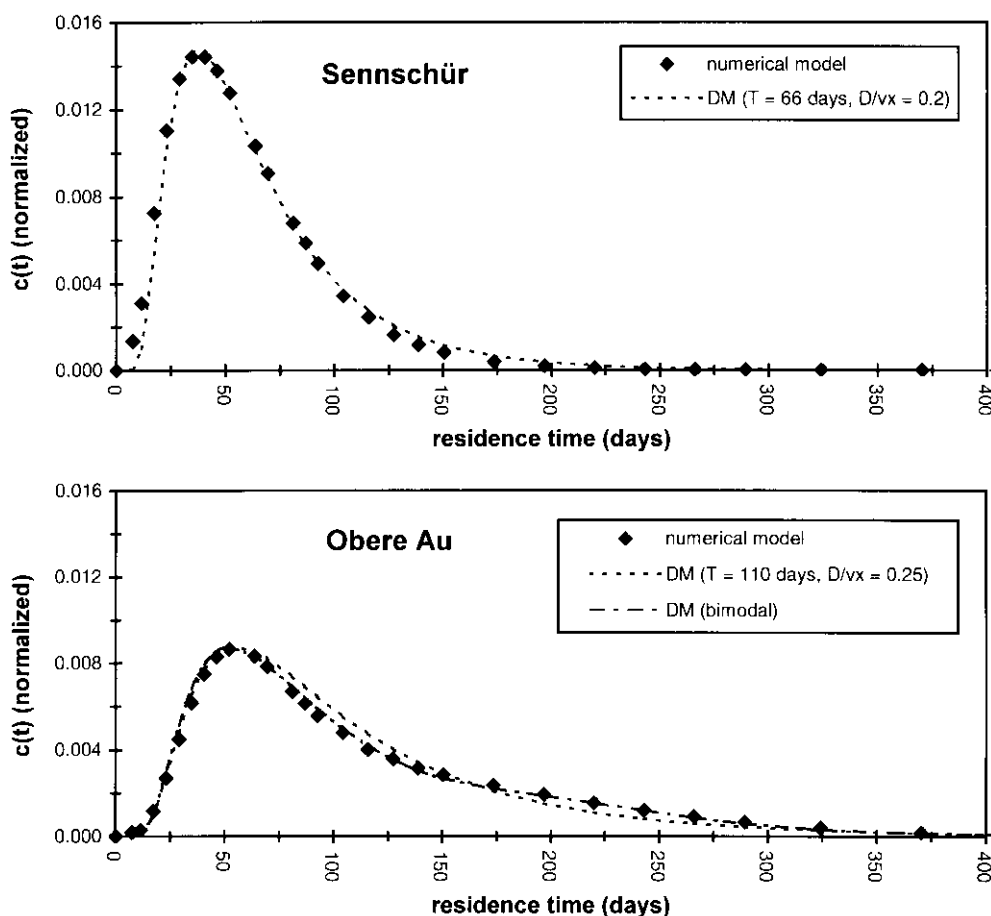 0.016
0.012
0.008
0.004
0.000
c(t) (normalized)
Sennschür
numerical model
DM (T = 66 days, D/vx = 0.2)
0
50
100
150
200
250
300
350
400
residence time (days)
0.016
0.012
0.008
0.004
0.000
c(t) (normalized)
Obere Au
numerical model
DM (T = 110 days, D/vx = 0.25)
DM (bimodal)
0
50
100
150
200
250
300
350
400
residence time (days)